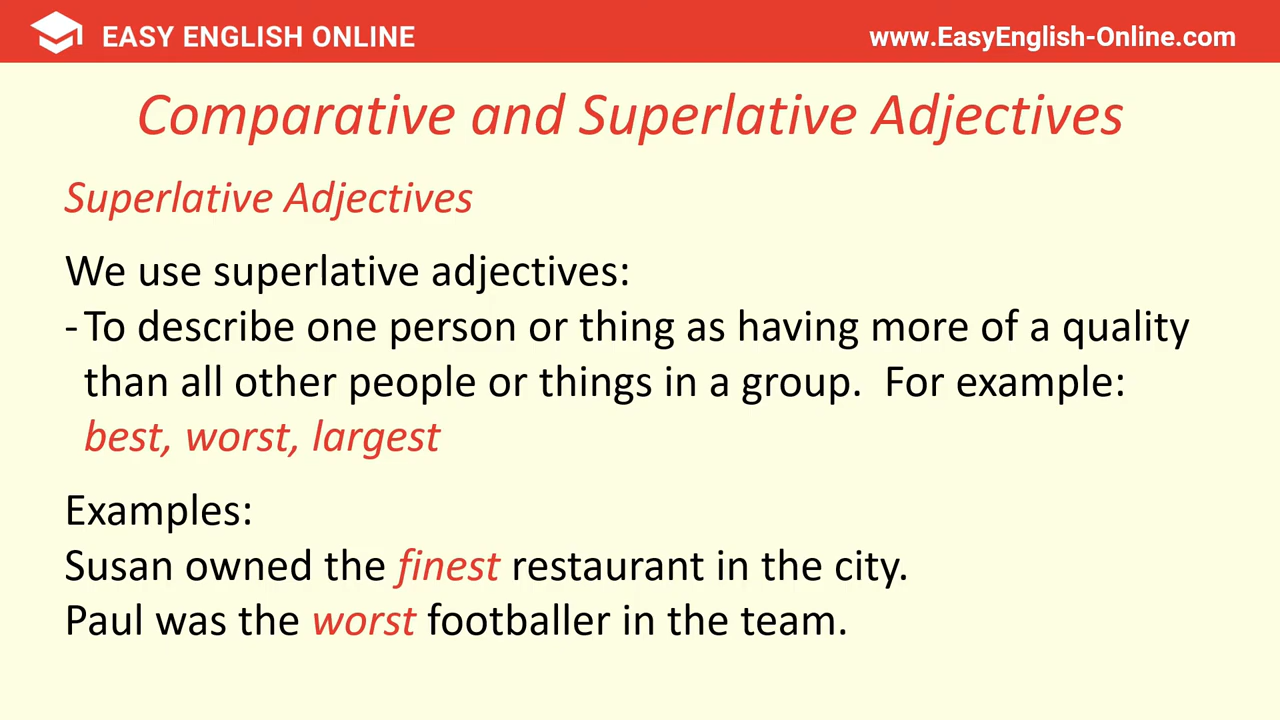 EASY ENGLISH ONLINE
www.EasyEnglish-Online.com
Comparative and Superlative Adjectives
Superlative Adjectives
We use superlative adjectives:
- To describe one person or thing as having more of a quality
than all other people or things in a group.  For example:
best, worst, largest
Examples:
Susan owned the finest restaurant in the city.
Paul was the worst footballer in the team.